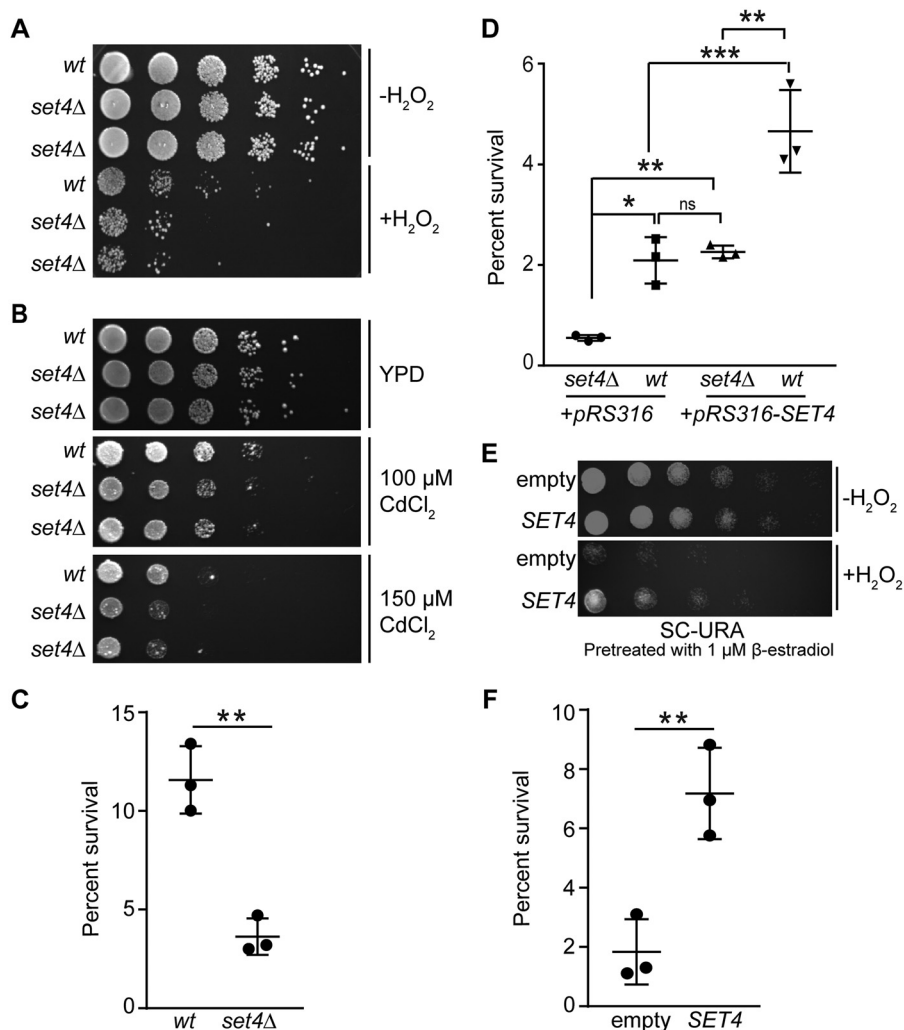 A
wt
set4Δ
set4Δ
-H2O2
wt
set4Δ
set4Δ
+H2O2
B
wt
set4Δ
set4Δ
YPD
wt
set4Δ
set4Δ
100 µM
CdCl2
wt
set4Δ
set4Δ
150 µM
CdCl2
C
15
10
5
0
Percent survival
**
wt set4Δ
D
6
4
2
0
Percent survival
**
***
**
*
ns
set4Δ wt set4Δ wt
+pRS316 +pRS316-SET4
E
empty
SET4
-H2O2
empty
SET4
+H2O2
SC-URA
Pretreated with 1 µM β-estradiol
F
10
8
6
4
2
0
Percent survival
**
empty SET4